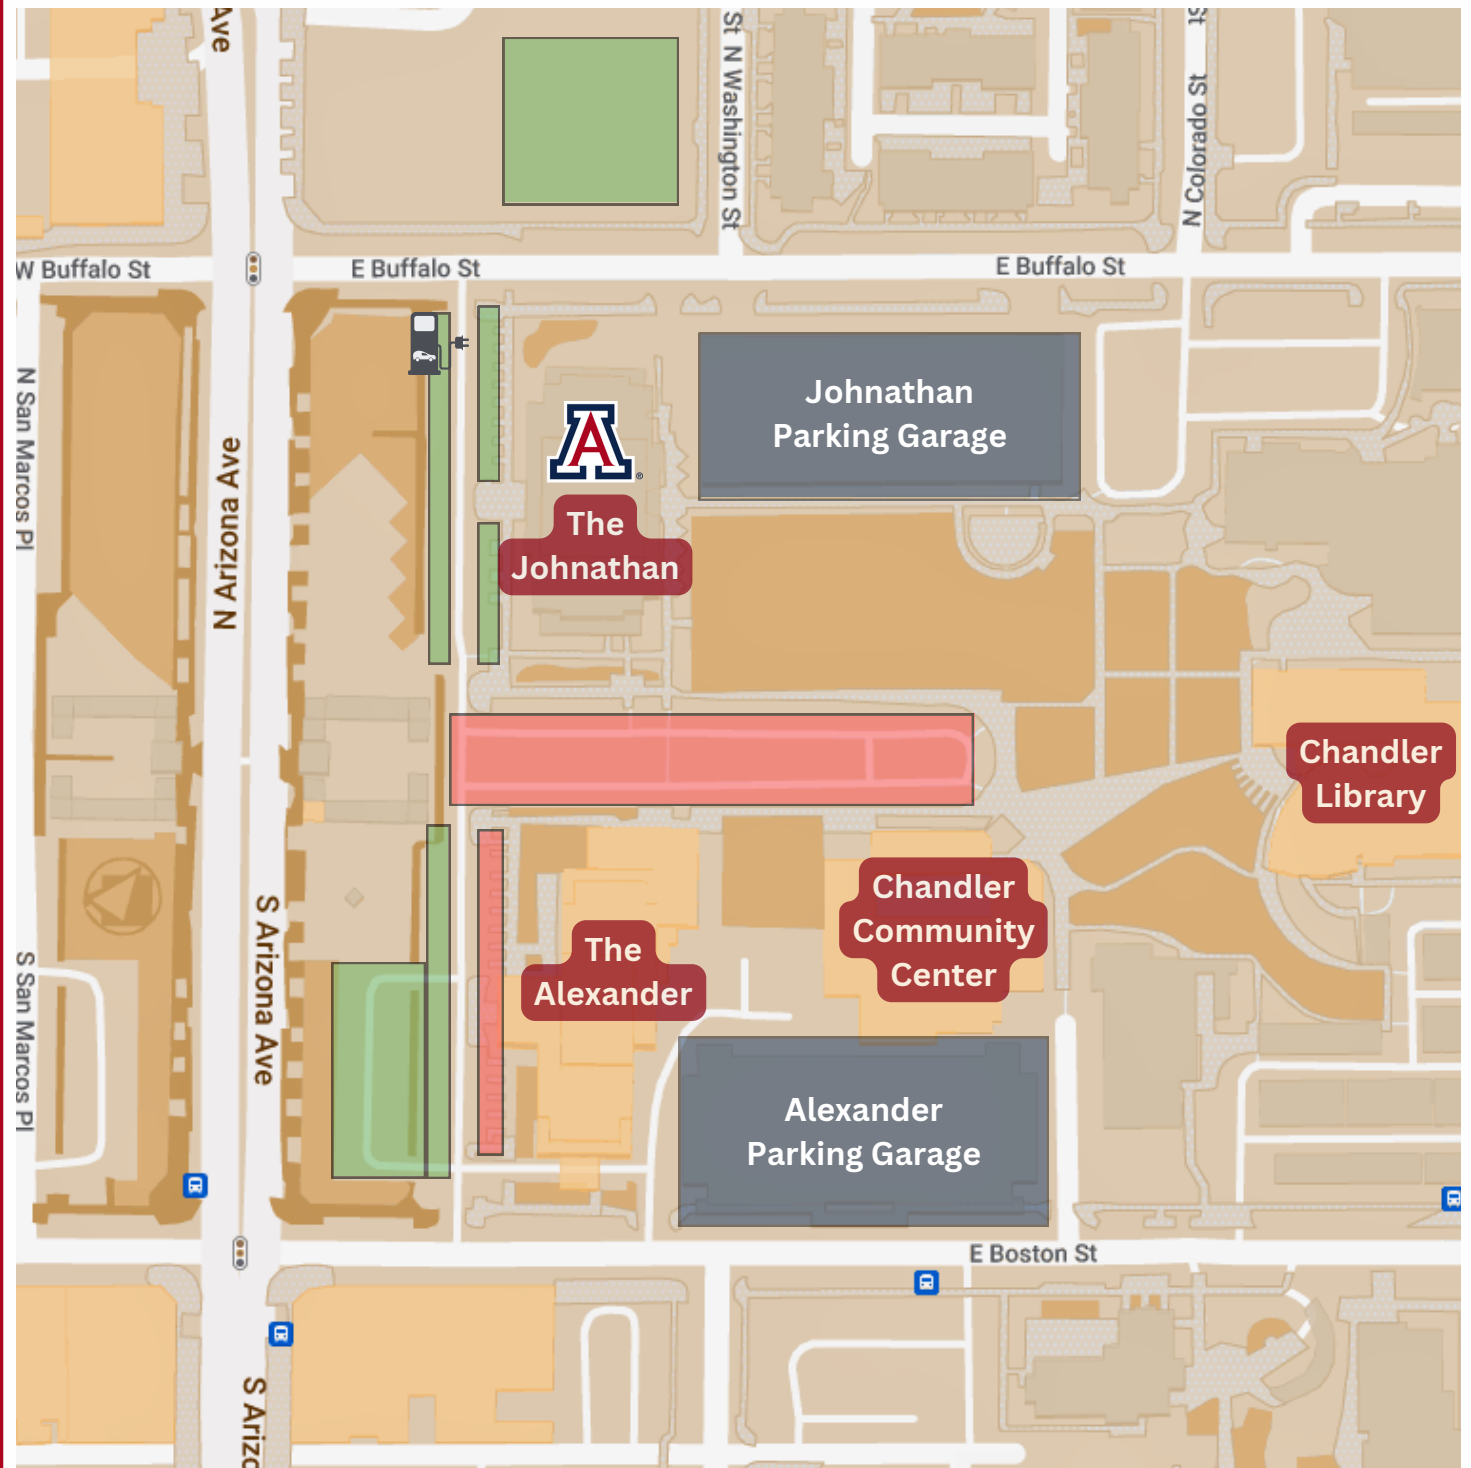 Ave
St N Washington St
St
N Colorado St
W Buffalo St
E Buffalo St
E Buffalo St
N San Marcos Pl
N Arizona Ave
Johnathan
Parking Garage
A
®
The
Johnathan
Chandler
Library
Chandler
Community
Center
The
Alexander
S Arizona Ave
S San Marcos Pl
Alexander
Parking Garage
E Boston St
S Arizo